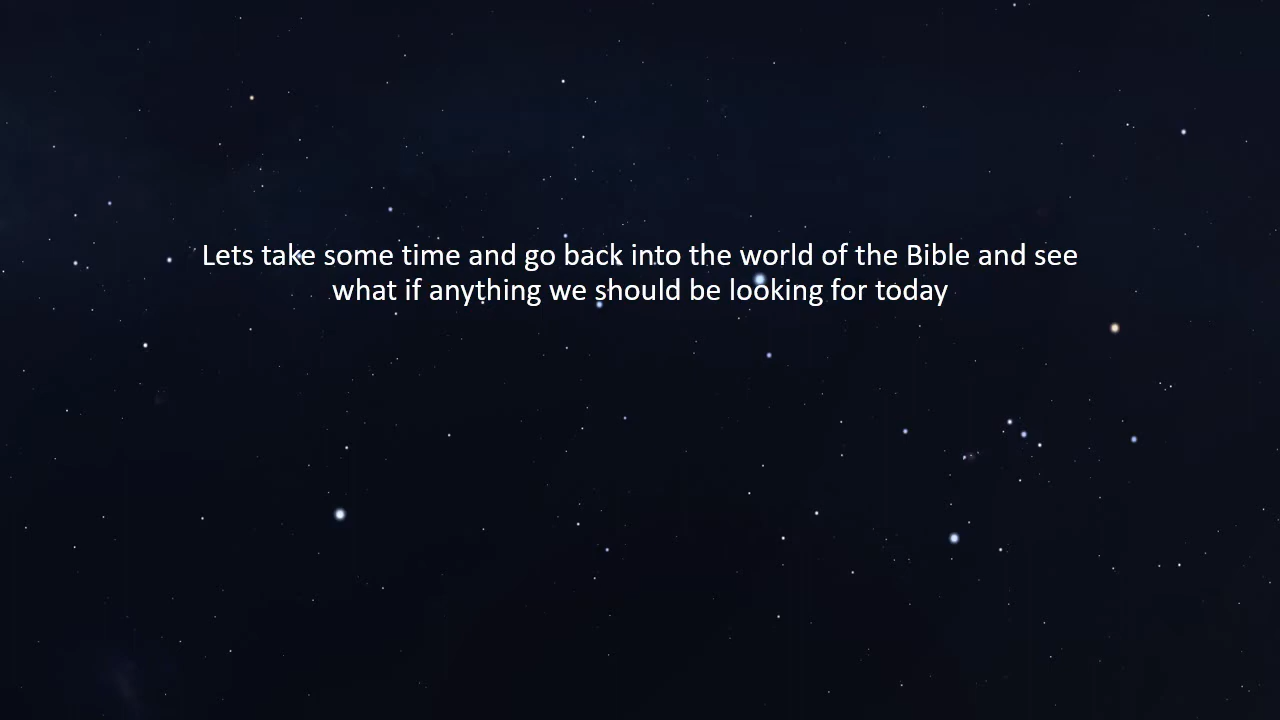 Lets take some time and go back into the world of the Bible and see
what if anything we should be looking for today